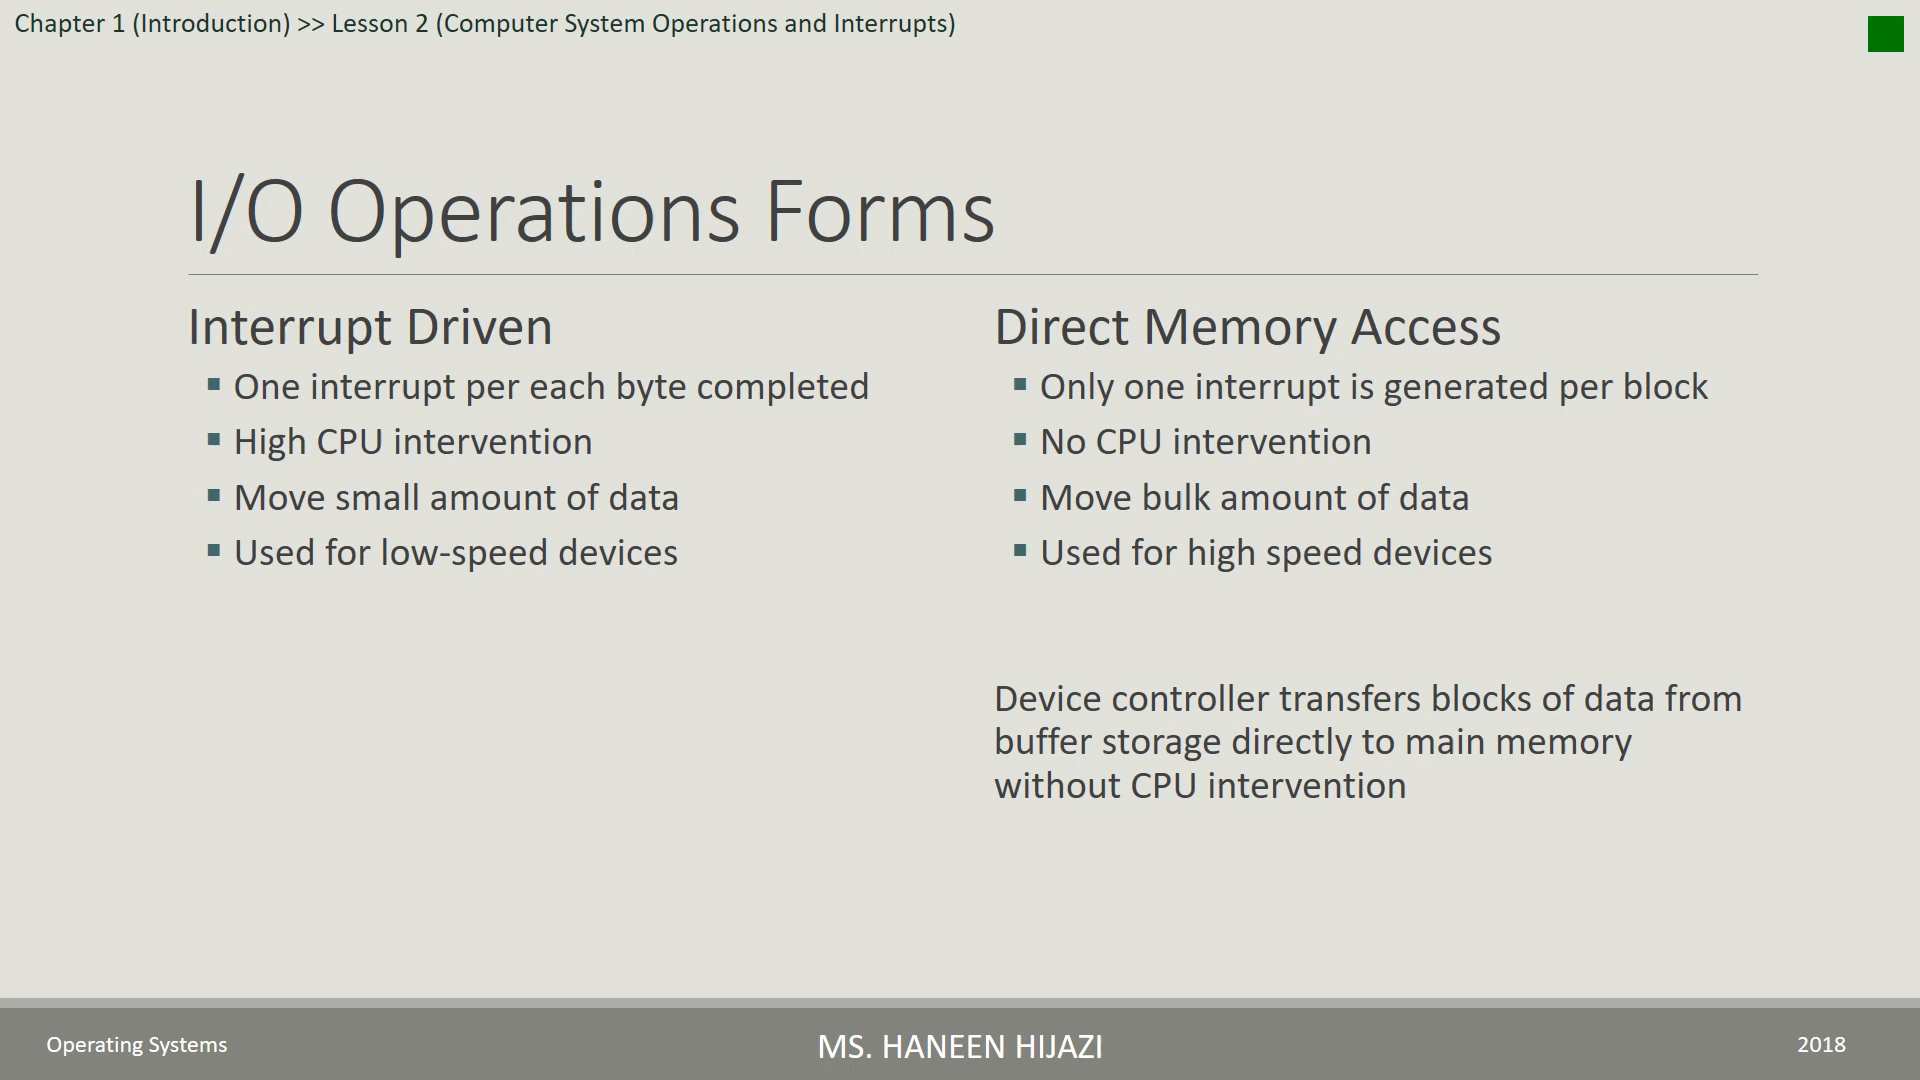 Chapter 1 (Introduction) >> Lesson 2 (Computer System Operations and Interrupts)
I/O Operations Forms
Interrupt Driven
▪ One interrupt per each byte completed
▪ High CPU intervention
▪ Move small amount of data
▪ Used for low-speed devices
Direct Memory Access
▪ Only one interrupt is generated per block
▪ No CPU intervention
▪ Move bulk amount of data
▪ Used for high speed devices
Device controller transfers blocks of data from
buffer storage directly to main memory
without CPU intervention
Operating Systems
MS. HANEEN HIJAZI
2018